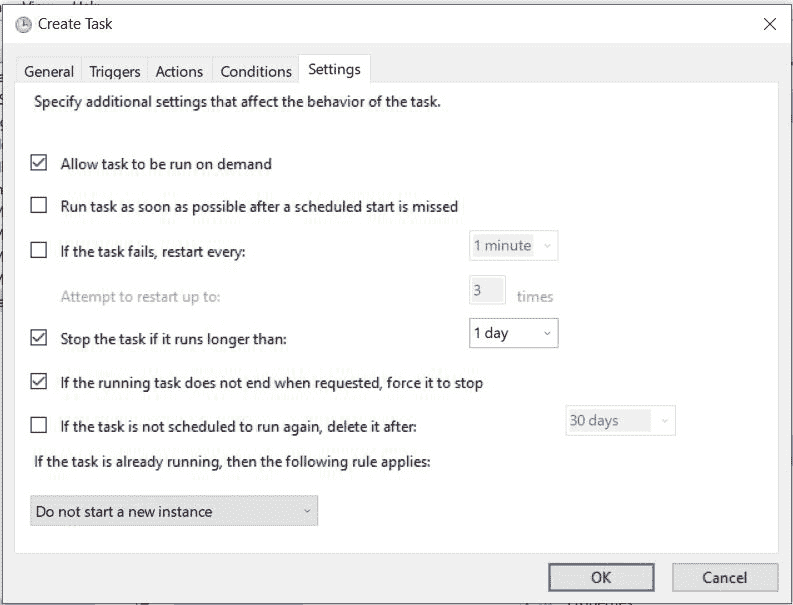 Create Task
General Triggers Actions Conditions Settings
Specify additional settings that affect the behavior of the task.
Allow task to be run on demand
Run task as soon as possible after a scheduled start is missed
If the task fails, restart every: 1 minute
Attempt to restart up to: 3 times
Stop the task if it runs longer than: 1 day
If the running task does not end when requested, force it to stop
If the task is not scheduled to run again, delete it after: 30 days
If the task is already running, then the following rule applies:
Do not start a new instance
OK Cancel